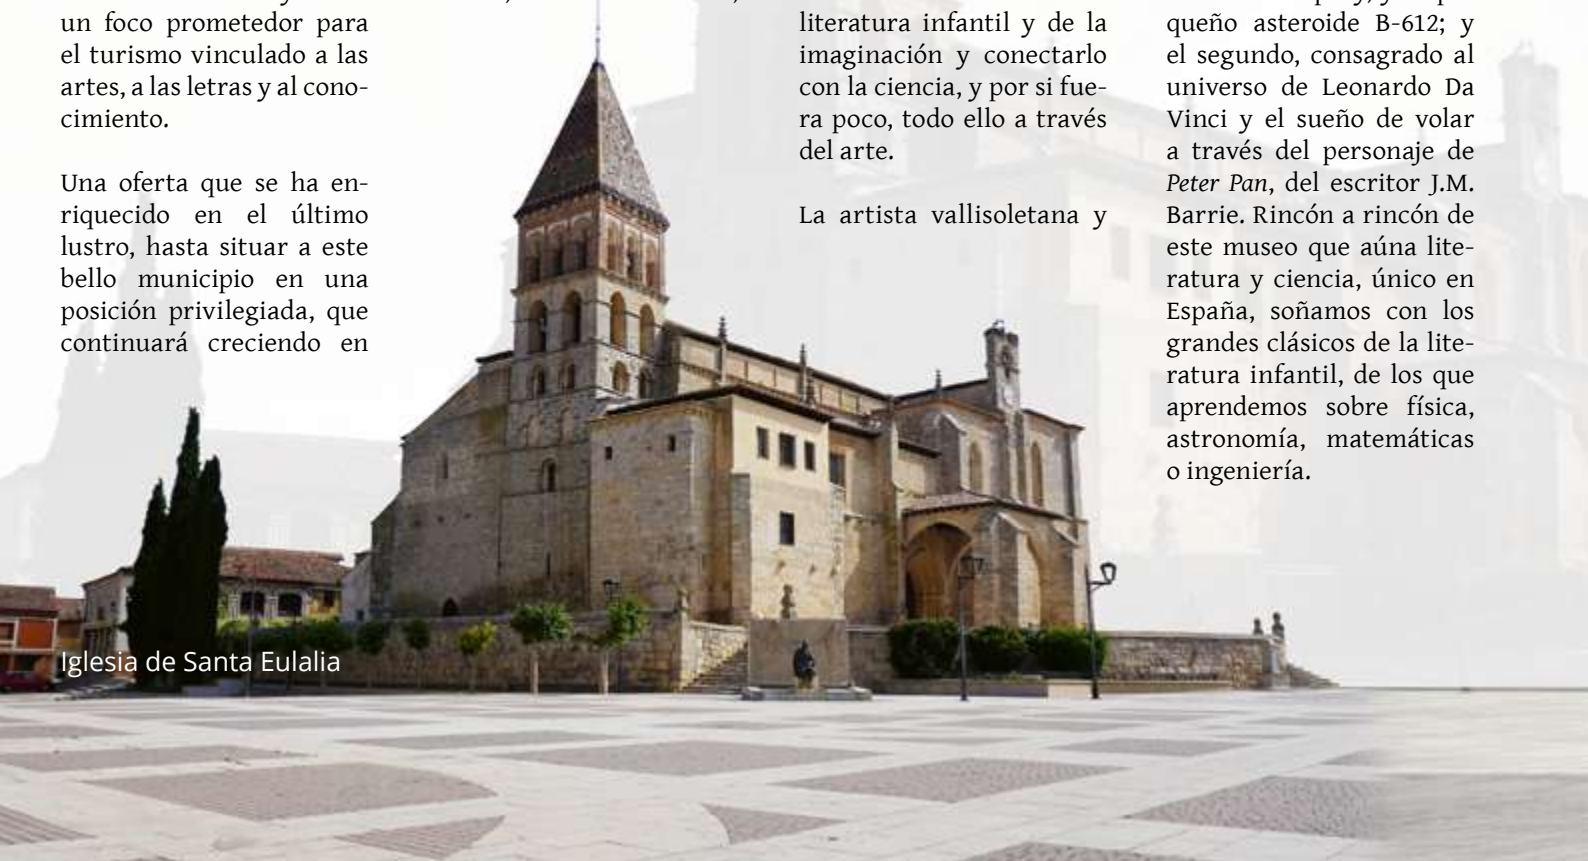 un foco prometedor para
el turismo vinculado a las
artes, a las letras y al cono-
cimiento.
Una oferta que se ha en-
riquecido en el último
lustro, hasta situar a este
bello municipio en una
posición privilegiada, que
continuará creciendo en
literatura infantil y de la
imaginación y conectarlo
con la ciencia, y por si fue-
ra poco, todo ello a través
del arte.
La artista vallisoletana y
queño asteroide B-612; y
el segundo, consagrado al
universo de Leonardo Da
Vinci y el sueño de volar
a través del personaje de
Peter Pan, del escritor J.M.
Barrie. Rincón a rincón de
este museo que aúna lite-
ratura y ciencia, único en
España, soñamos con los
grandes clásicos de la lite-
ratura infantil, de los que
aprendemos sobre física,
astronomía, matemáticas
o ingeniería.
Iglesia de Santa Eulalia